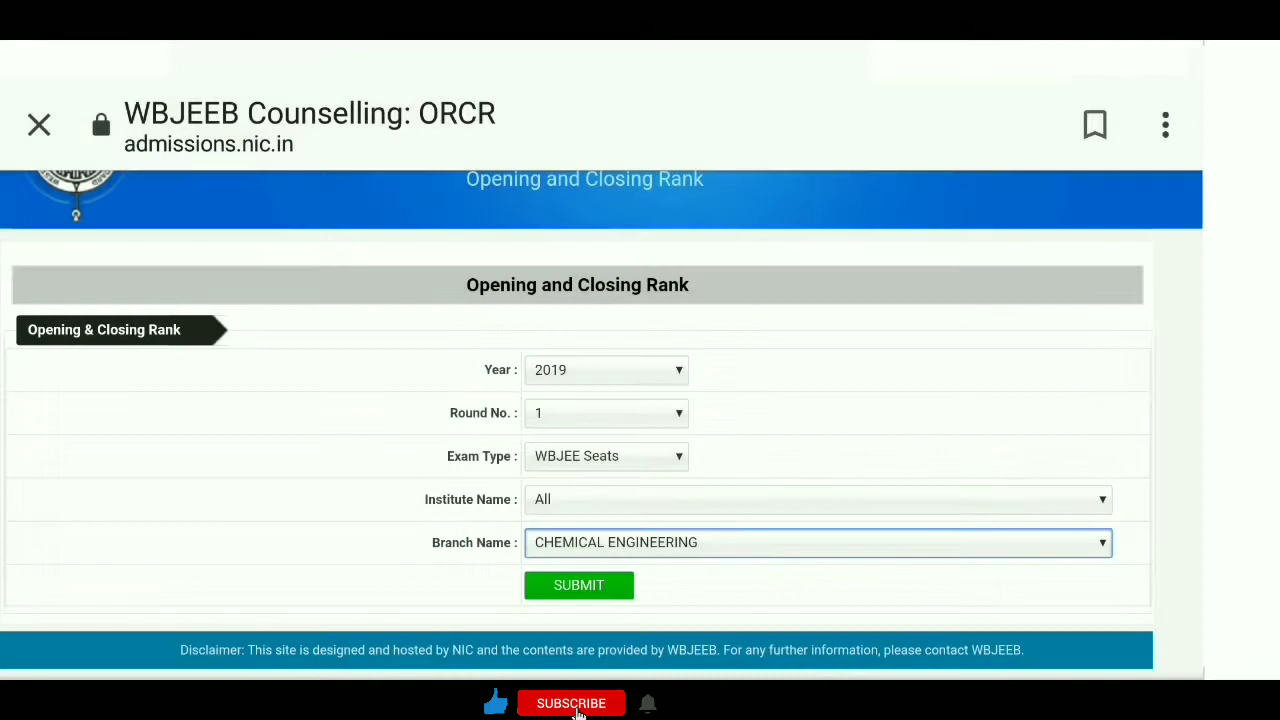 WBJEEB Counselling: ORCR
admissions.nic.in
Opening and Closing Rank
Opening and Closing Rank
Opening & Closing Rank
Year : 2019
Round No. : 1
Exam Type : WBJEE Seats
Institute Name : All
Branch Name : CHEMICAL ENGINEERING
SUBMIT
Disclaimer: This site is designed and hosted by NIC and the contents are provided by WBJEEB. For any further information, please contact WBJEEB.
SUBSCRIBE